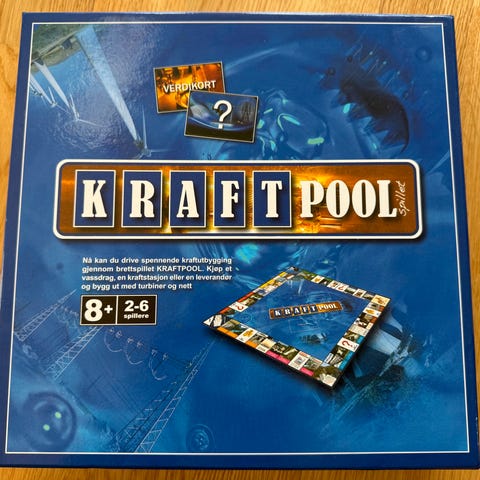 VERDIKORT
?
KRAFTPOOL
spillet
Nå kan du drive spennende kraftutbygging
gjennom brettspillet KRAFTPOOL. Kjøp et
vassdrag, en kraftstasjon eller en leverandør
og bygg ut med turbiner og nett
8+
2-6
spillere
KRAFTPOOL